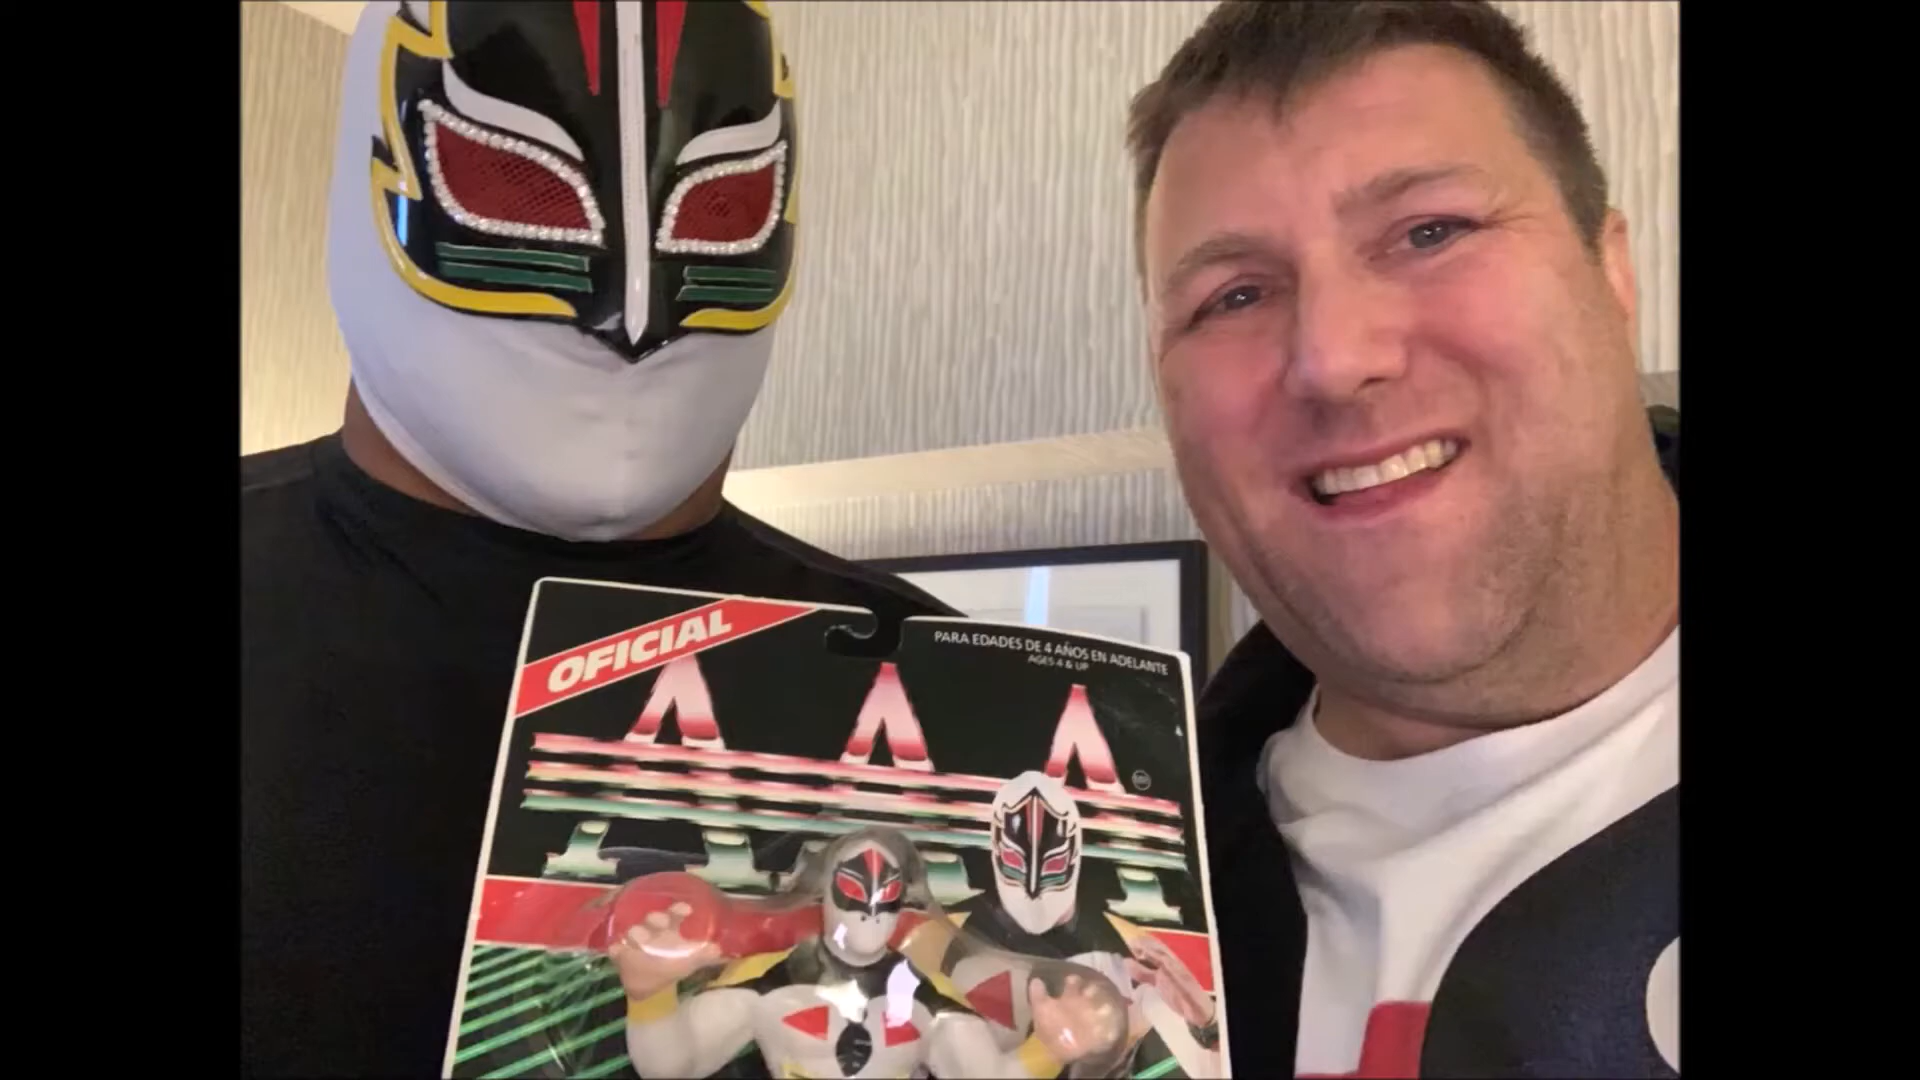 OFICIAL
PARA EDADES DE 4 AÑOS EN ADELANTE
AGES 4 & UP
AAA